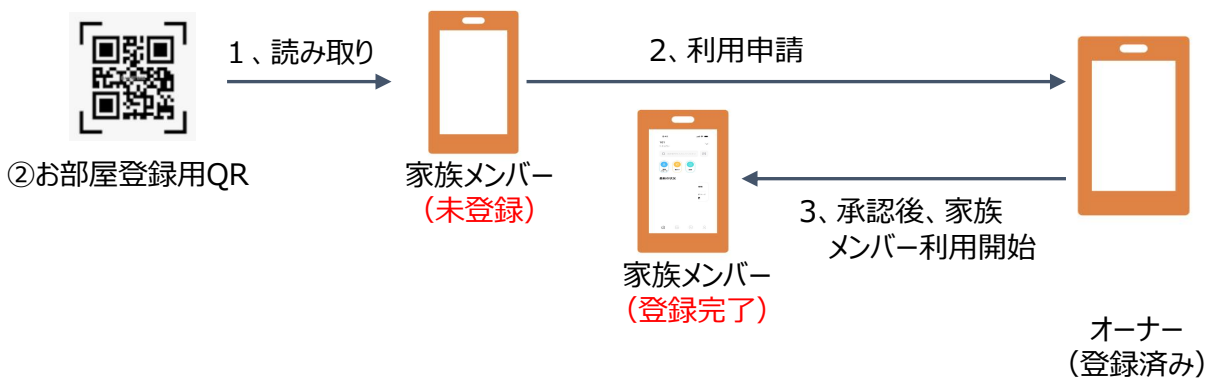 1、読み取り
2、利用申請
②お部屋登録用QR
家族メンバー
（未登録）
3、承認後、家族
メンバー利用開始
家族メンバー
（登録完了）
オーナー
（登録済み）